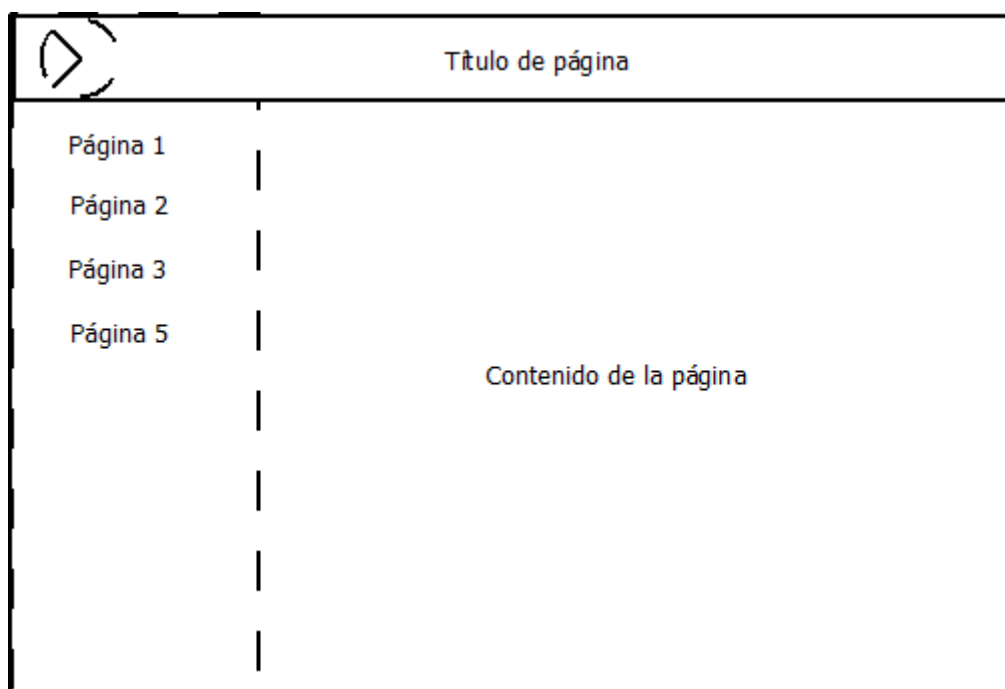 Título de página
Página 1
Página 2
Página 3
Página 5
Contenido de la página